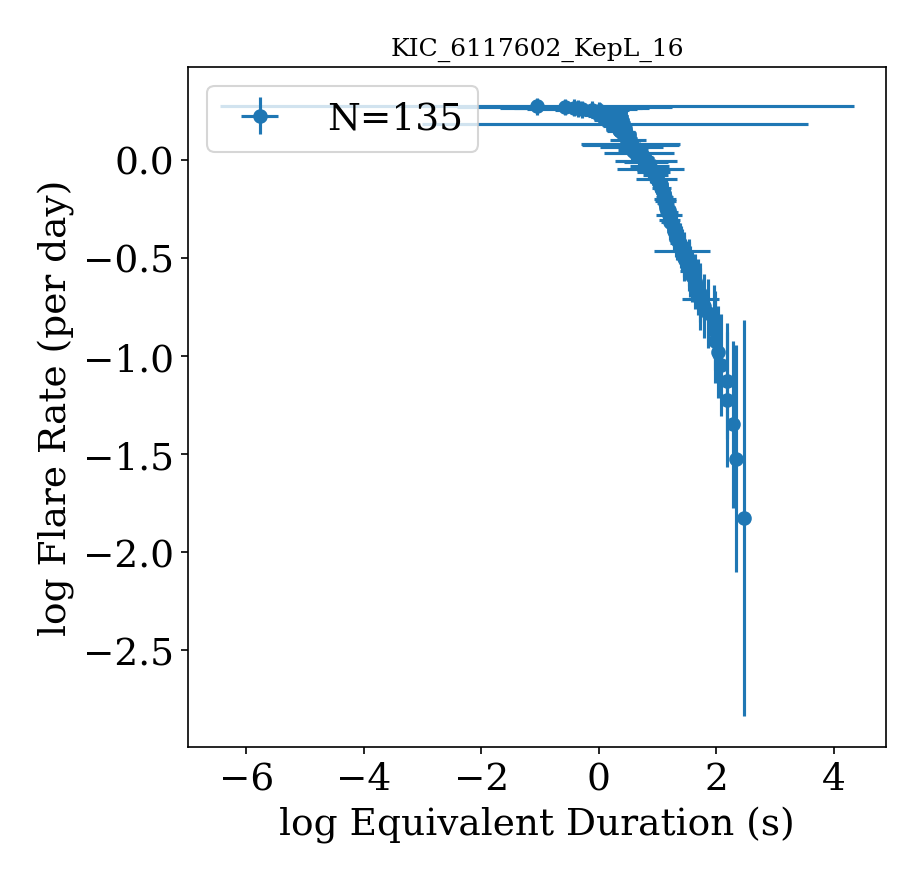 KIC_6117602_KepL_16
N=135
log Flare Rate (per day)
0.0
−0.5
−1.0
−1.5
−2.0
−2.5
−6 −4 −2 0 2 4
log Equivalent Duration (s)